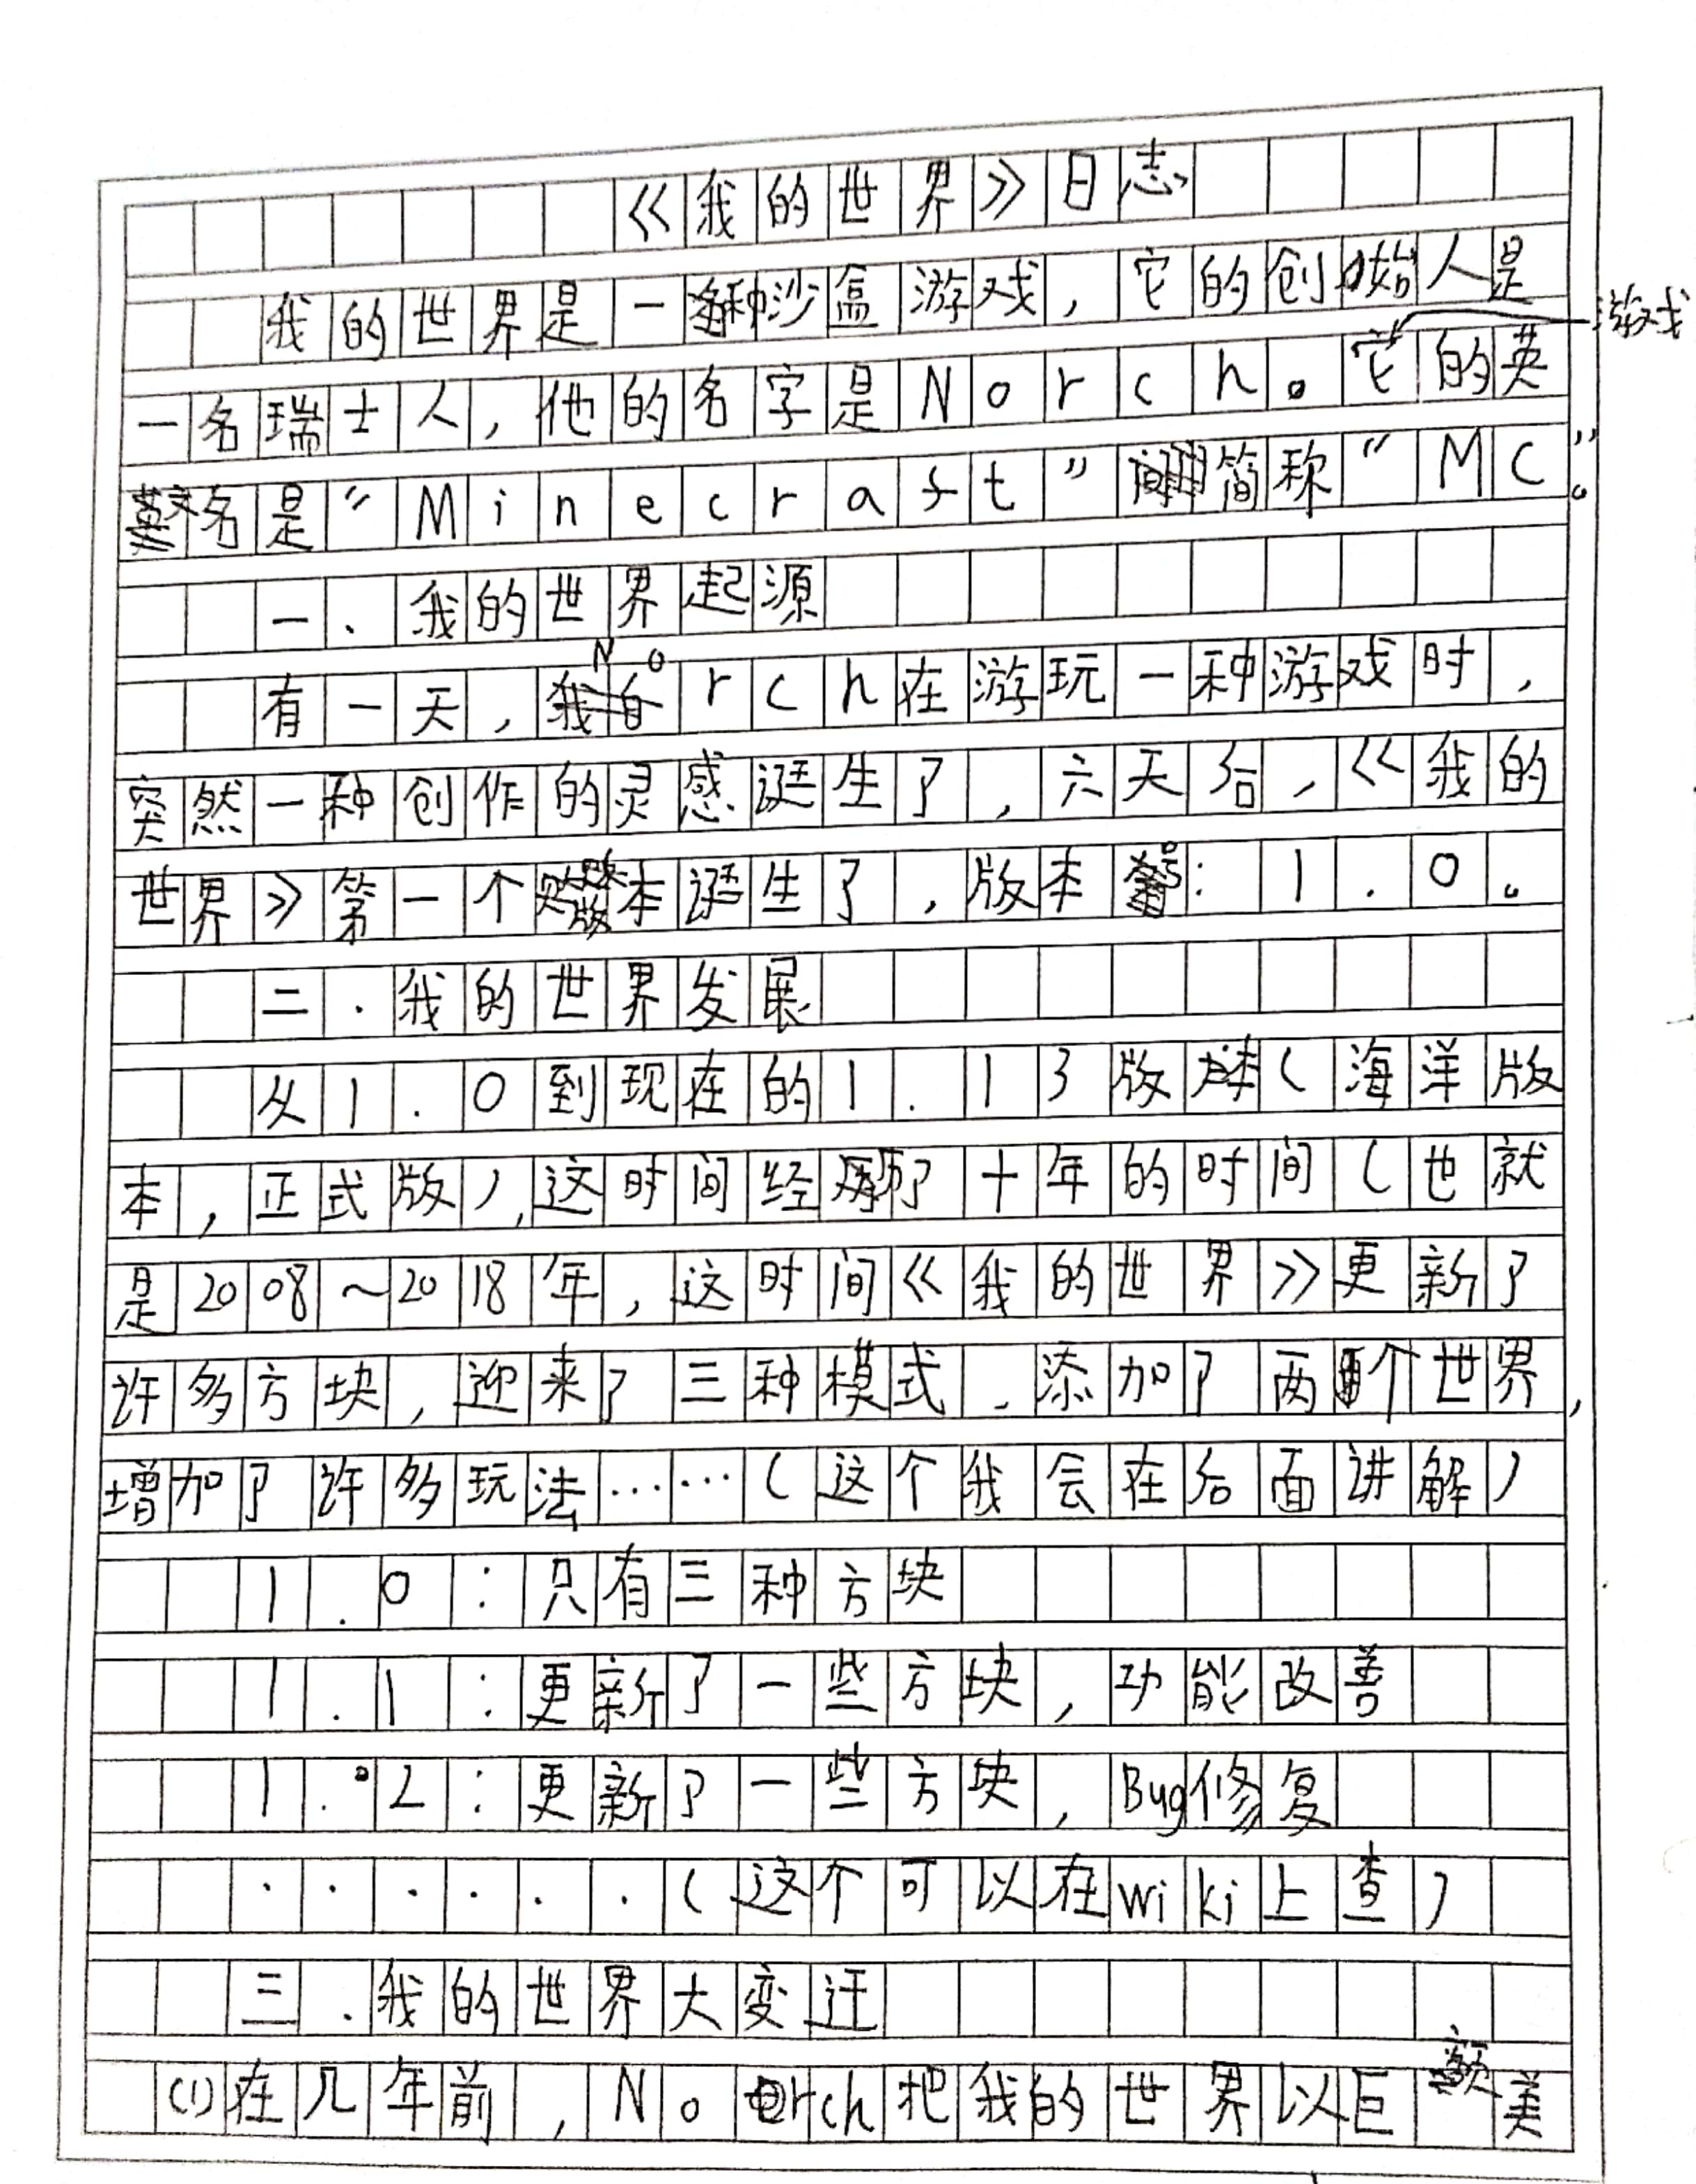 《我的世界》日志
我的世界是一种沙盒游戏，它的创始人是
游戏
一名瑞士人，他的名字是Norch。它的英
文名是"Minecraft"简称"MC"。
一、我的世界起源
有一天，Norch在游玩一种游戏时，
突然一种创作的灵感诞生了，六天后，《我的
世界》第一个版本诞生了，版本号：1.0。
二.我的世界发展
从1.0到现在的1.13版本（海洋版
本，正式版），这时间经历了十年的时间（也就
是2008～2018年，这时间《我的世界》更新了
许多方块，迎来了三种模式，添加了两个世界，
增加了许多玩法……（这个我会在后面讲解）
1.0：只有三种方块
1.1：更新了一些方块，功能改善
1.2：更新了一些方块，Bug修复
......（这个可以在wiki上查）
三.我的世界大变迁
(1)在几年前，Norch把我的世界以巨额美